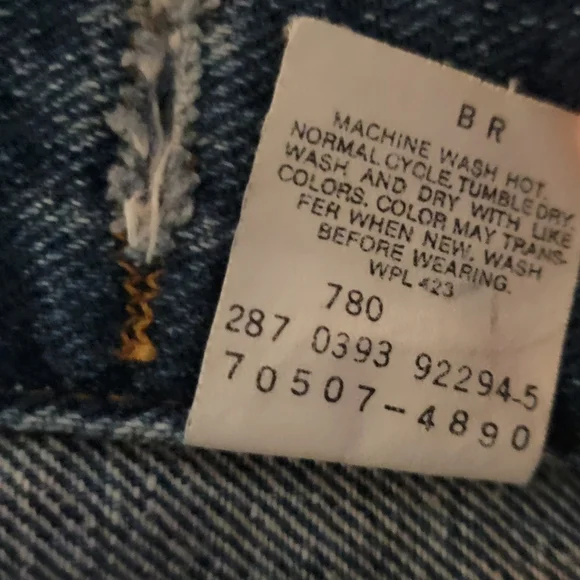 BR
MACHINE WASH HOT.
NORMAL CYCLE. TUMBLE DRY.
WASH AND DRY WITH LIKE
COLORS. COLOR MAY TRANS-
FER WHEN NEW. WASH
BEFORE WEARING.
WPL 423
780
287 0393 92294-5
70507-4890